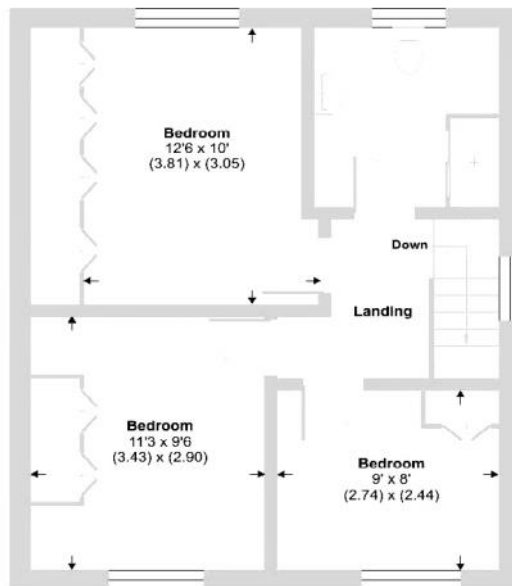 Bedroom
12'6 x 10'
(3.81) x (3.05)
Down
Landing
Bedroom
11'3 x 9'6
(3.43) x (2.90)
Bedroom
9' x 8'
(2.74) x (2.44)